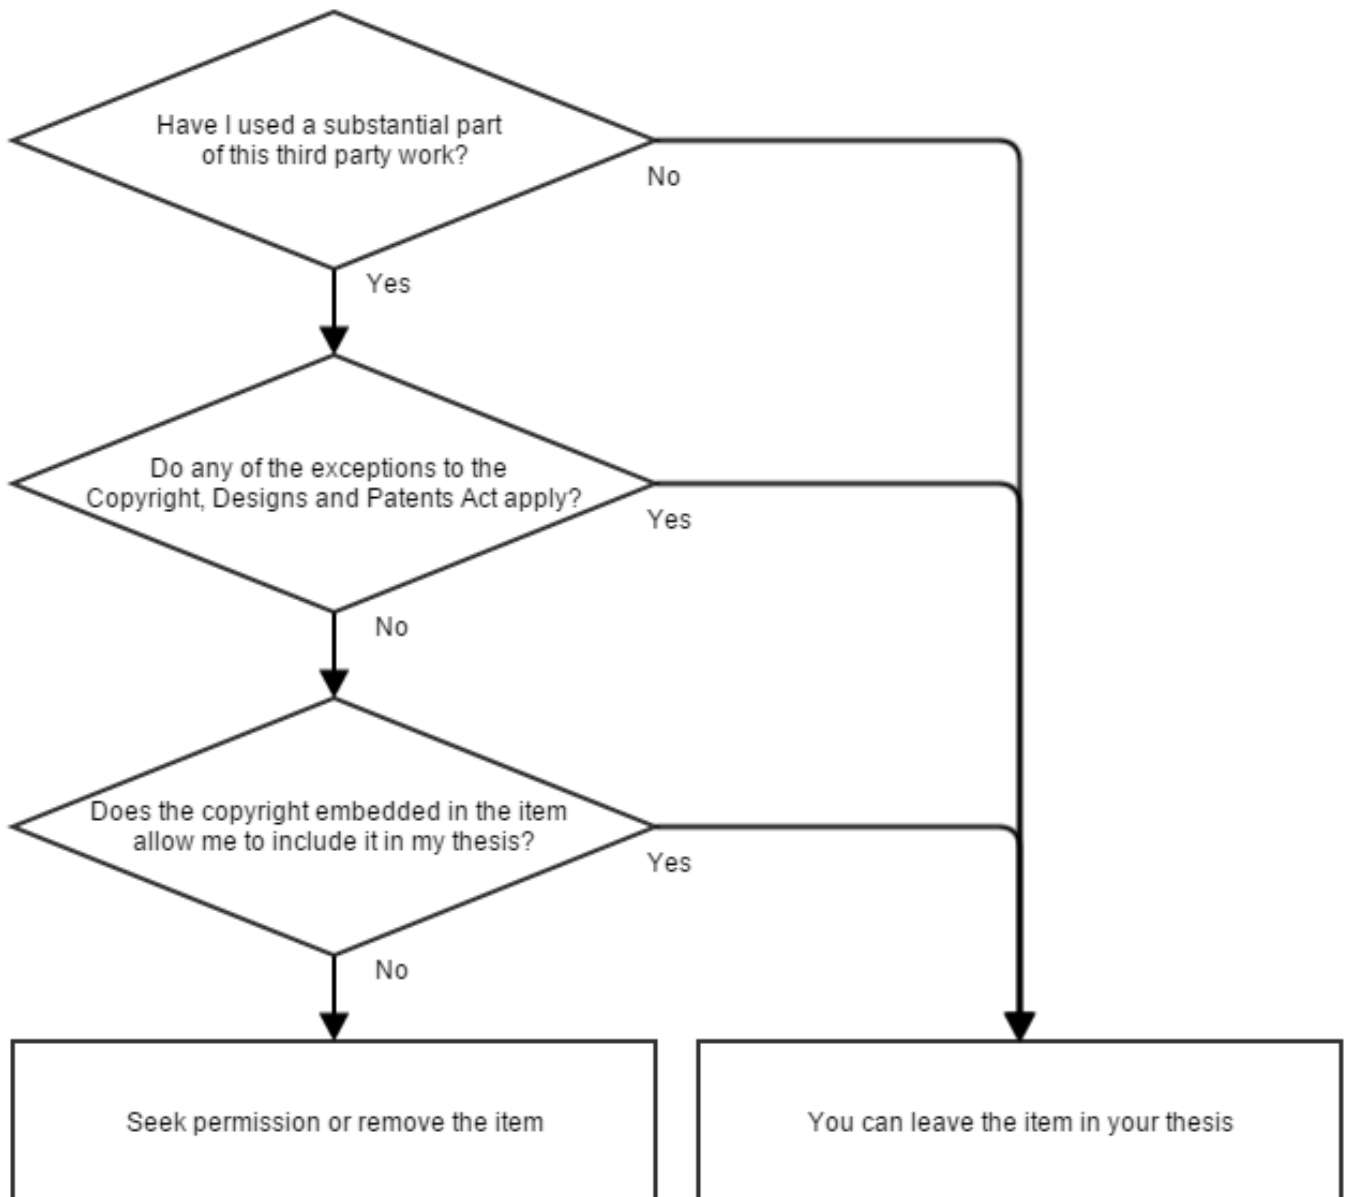 Have I used a substantial part
of this third party work?
No
Yes
Do any of the exceptions to the
Copyright, Designs and Patents Act apply?
Yes
No
Does the copyright embedded in the item
allow me to include it in my thesis?
Yes
No
Seek permission or remove the item
You can leave the item in your thesis